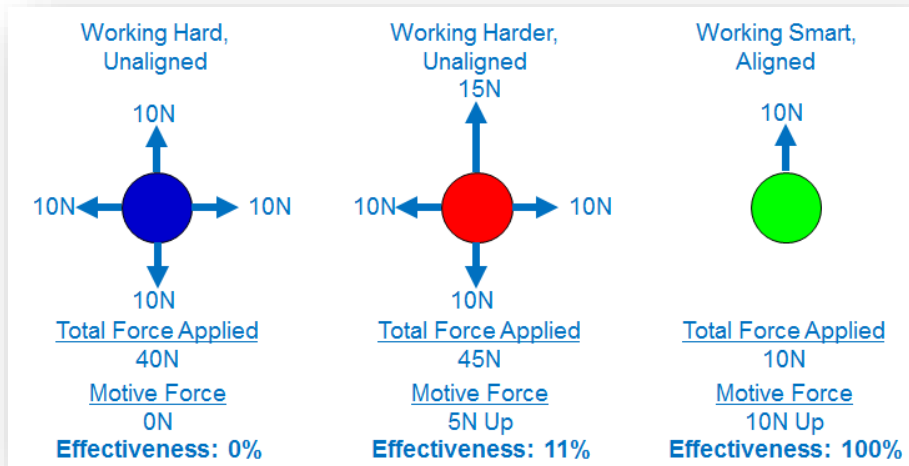 Working Hard,
Unaligned
10N
10N
10N
10N
Total Force Applied
40N
Motive Force
0N
Effectiveness: 0%
Working Harder,
Unaligned
15N
10N
10N
10N
Total Force Applied
45N
Motive Force
5N Up
Effectiveness: 11%
Working Smart,
Aligned
10N
Total Force Applied
10N
Motive Force
10N Up
Effectiveness: 100%